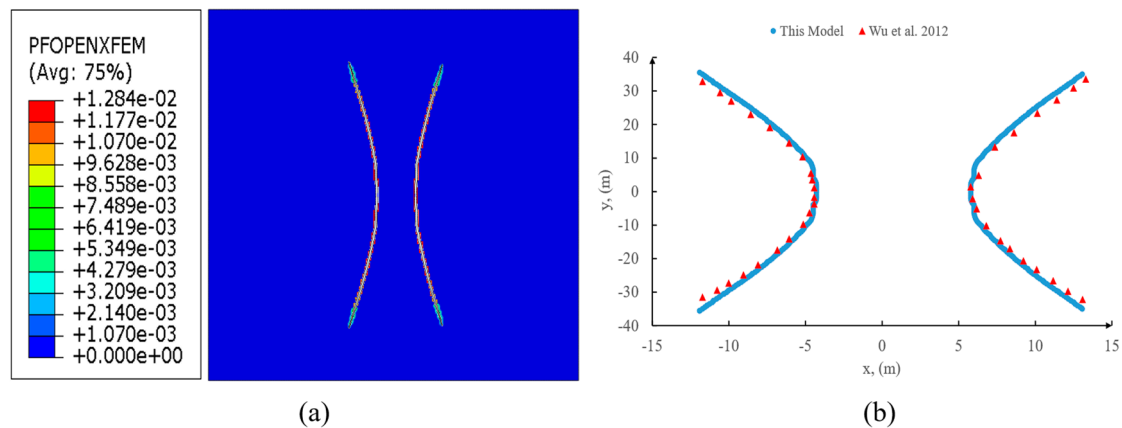 PFOPENXFEM
(Avg: 75%)
+1.284e-02
+1.177e-02
+1.070e-02
+9.628e-03
+8.558e-03
+7.489e-03
+6.419e-03
+5.349e-03
+4.279e-03
+3.209e-03
+2.140e-03
+1.070e-03
+0.000e+00
(a)
This Model Wu et al. 2012
40
30
20
10
0
-10
-20
-30
-40
y, (m)
-15 -10 -5 0 5 10 15
x, (m)
(b)